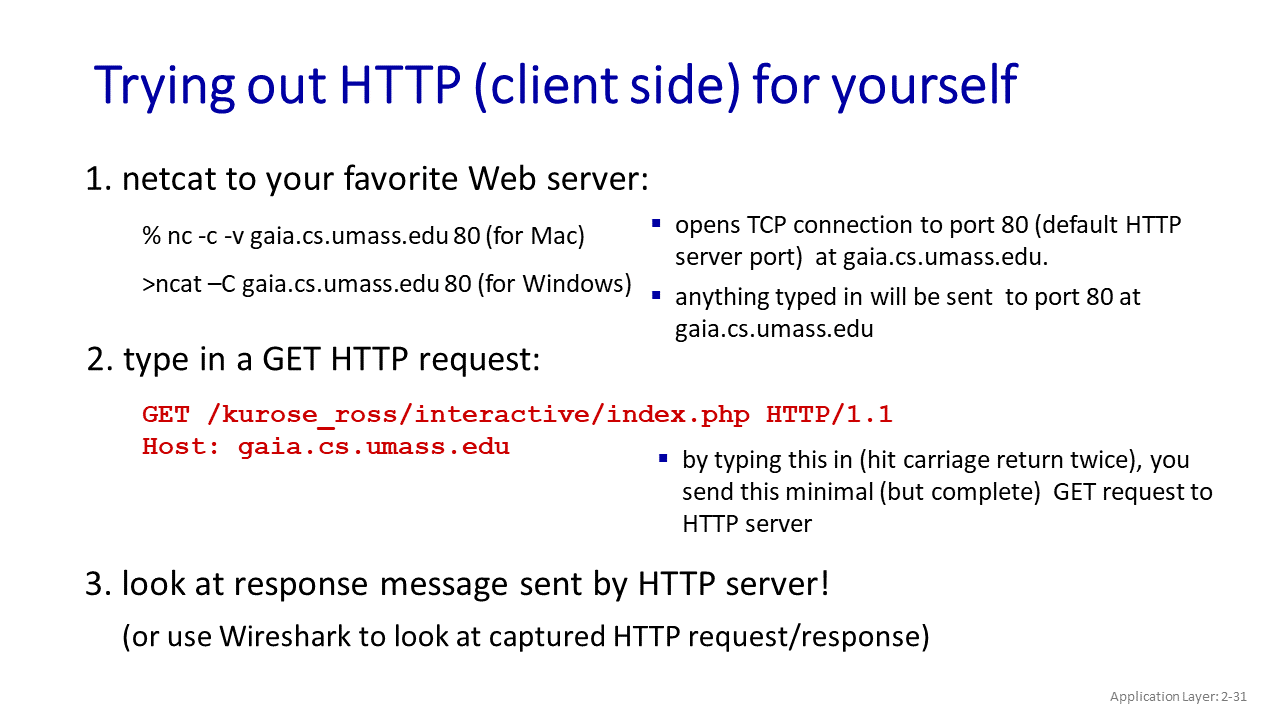 Trying out HTTP (client side) for yourself
1. netcat to your favorite Web server:
% nc -c -v gaia.cs.umass.edu 80 (for Mac)
>ncat –C gaia.cs.umass.edu 80 (for Windows)
▪ opens TCP connection to port 80 (default HTTP
server port)  at gaia.cs.umass.edu.
▪ anything typed in will be sent  to port 80 at
gaia.cs.umass.edu
2. type in a GET HTTP request:
GET /kurose_ross/interactive/index.php HTTP/1.1
Host: gaia.cs.umass.edu
▪ by typing this in (hit carriage return twice), you
send this minimal (but complete)  GET request to
HTTP server
3. look at response message sent by HTTP server!
(or use Wireshark to look at captured HTTP request/response)
Application Layer: 2-31